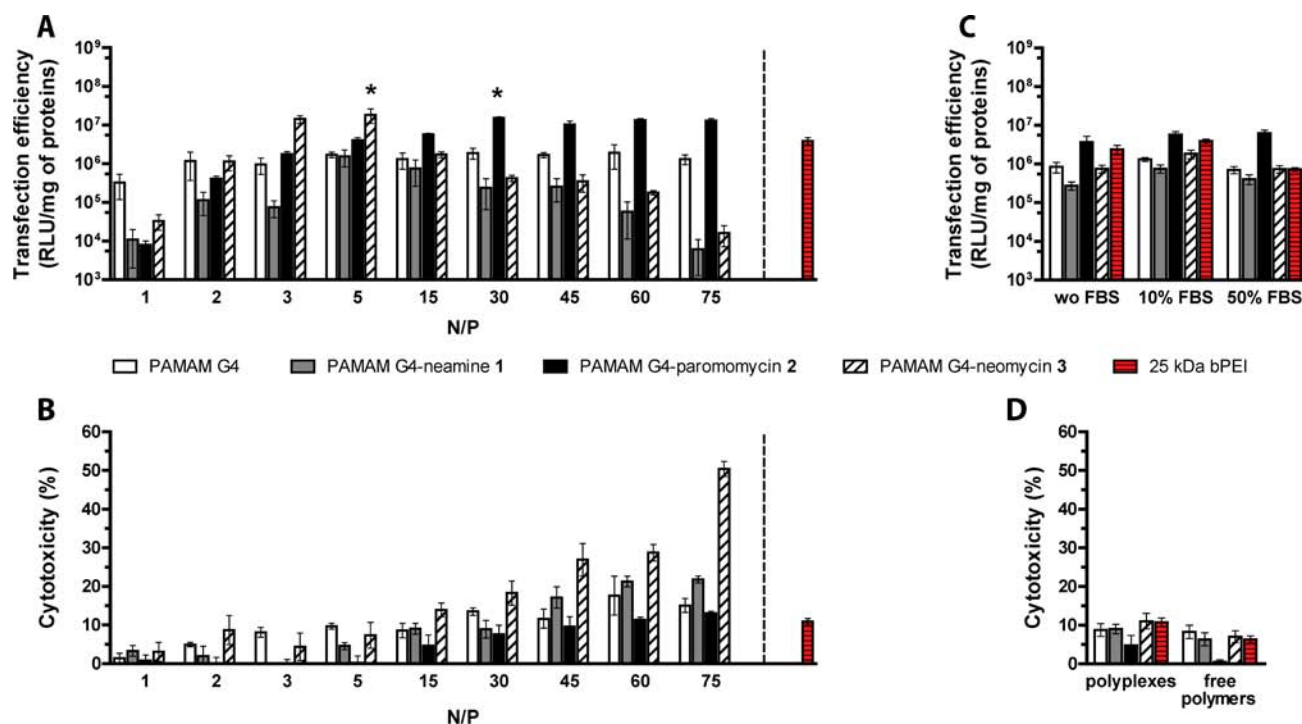 A
Transfection efficiency
(RLU/mg of proteins)
10⁹
10⁸
10⁷
10⁶
10⁵
10⁴
10³
*
*
1 2 3 5 15 30 45 60 75
N/P
C
Transfection efficiency
(RLU/mg of proteins)
10⁹
10⁸
10⁷
10⁶
10⁵
10⁴
10³
wo FBS 10% FBS 50% FBS
PAMAM G4 PAMAM G4-neamine 1 PAMAM G4-paromomycin 2 PAMAM G4-neomycin 3 25 kDa bPEI
B
Cytotoxicity (%)
60
50
40
30
20
10
0
1 2 3 5 15 30 45 60 75
N/P
D
Cytotoxicity (%)
60
50
40
30
20
10
0
polyplexes free
polymers